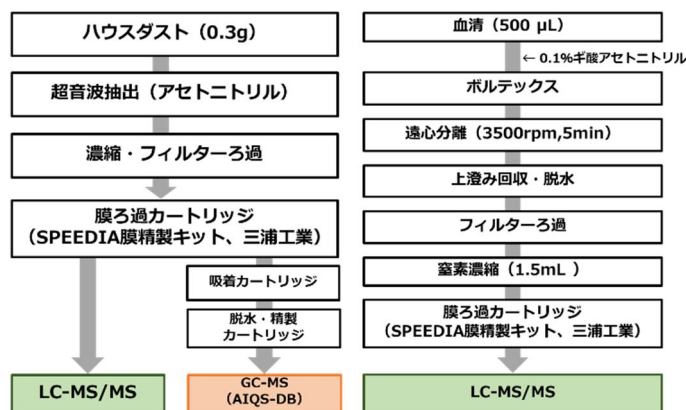 ハウスダスト（0.3g）
超音波抽出（アセトニトリル）
濃縮・フィルターろ過
膜ろ過カートリッジ
（SPEEDIA膜精製キット、三浦工業）
吸着カートリッジ
脱水・精製
カートリッジ
LC-MS/MS
GC-MS
（AIQS-DB）
血清（500 μL）
← 0.1%ギ酸アセトニトリル
ボルテックス
遠心分離（3500rpm,5min）
上澄み回収・脱水
フィルターろ過
窒素濃縮（1.5mL ）
膜ろ過カートリッジ
（SPEEDIA膜精製キット、三浦工業）
LC-MS/MS